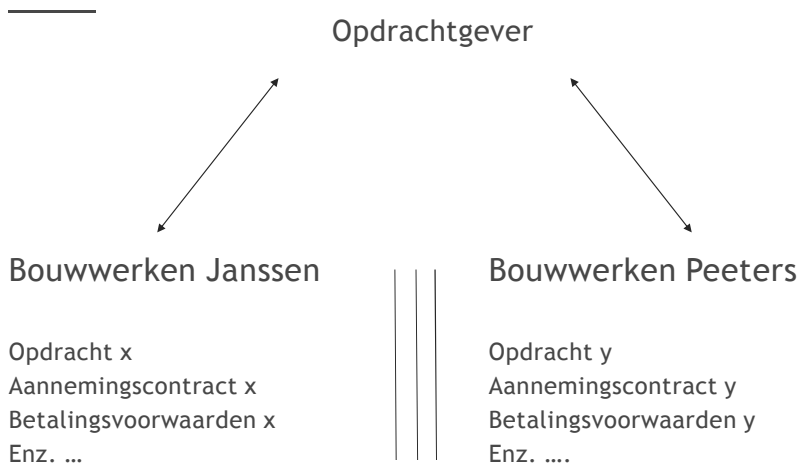 Opdrachtgever
Bouwwerken Janssen
Opdracht x
Aannemingscontract x
Betalingsvoorwaarden x
Enz. …
Bouwwerken Peeters
Opdracht y
Aannemingscontract y
Betalingsvoorwaarden y
Enz. ….